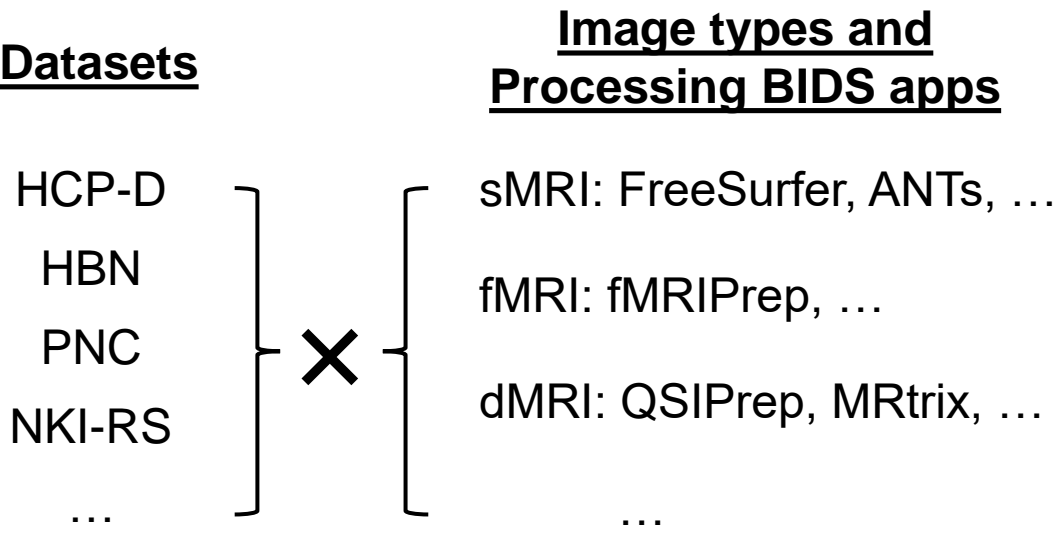 Datasets
HCP-D
HBN
PNC
NKI-RS
…
×
Image types and
Processing BIDS apps
sMRI: FreeSurfer, ANTs, …
fMRI: fMRIPrep, …
dMRI: QSIPrep, MRtrix, …
…